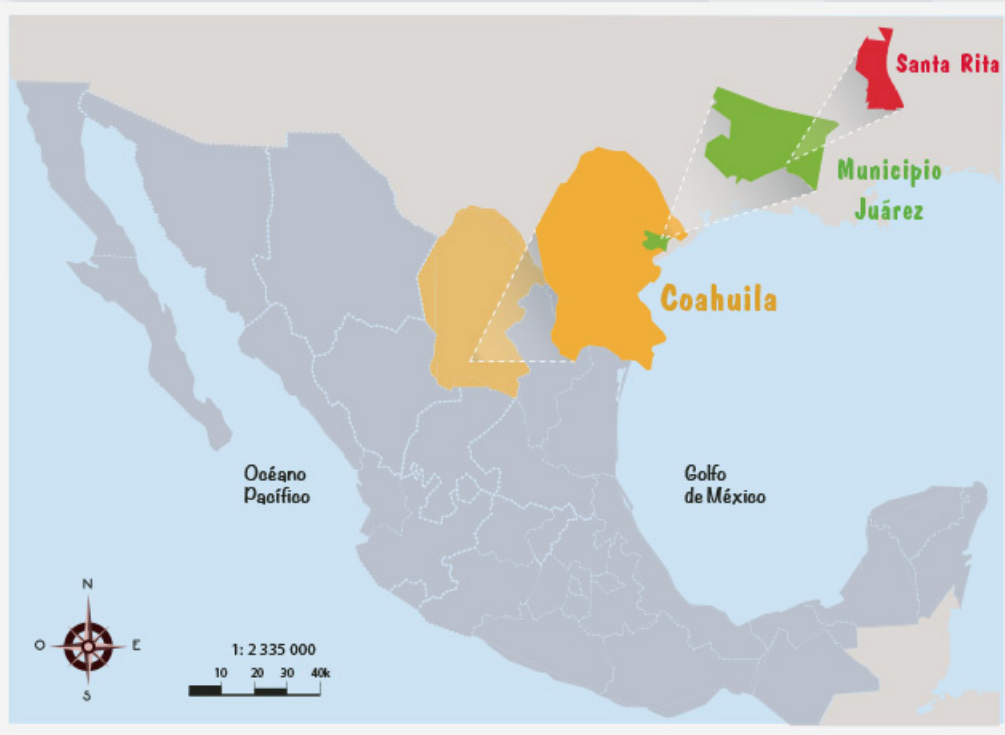 Santa Rita
Municipio
Juárez
Coahuila
Océano
Pacífico
Golfo
de México
N
O
E
S
1: 2 335 000
10 20 30 40k